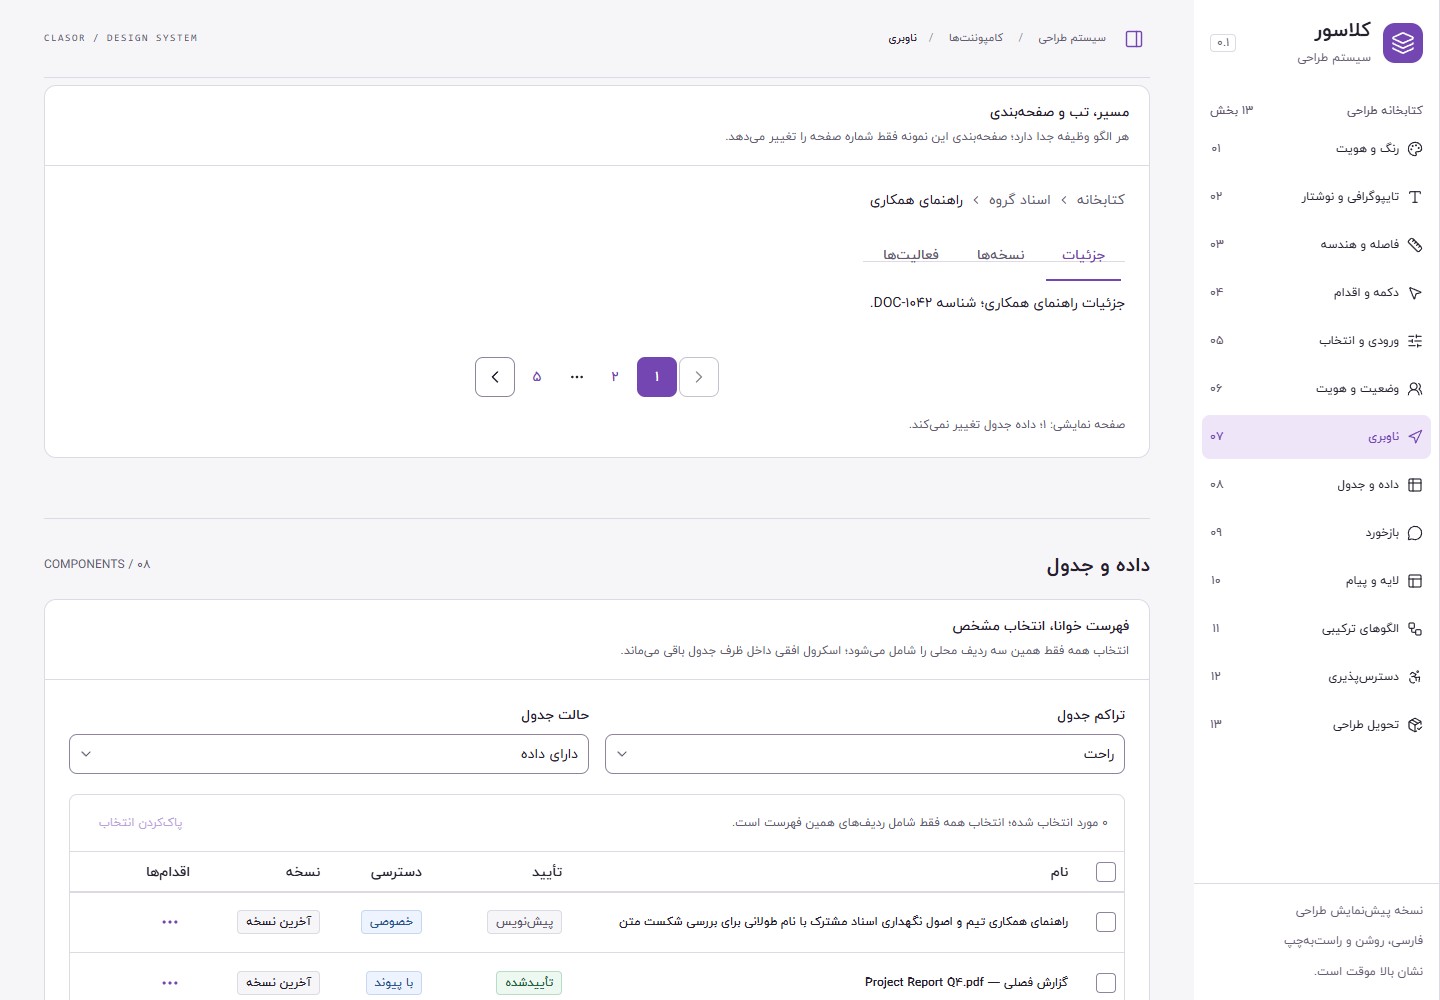 کلاسور
سیستم طراحی
۰.۱
کتابخانه طراحی
۱۳ بخش
رنگ و هویت ۰۱
تایپوگرافی و نوشتار ۰۲
فاصله و هندسه ۰۳
دکمه و اقدام ۰۴
ورودی و انتخاب ۰۵
وضعیت و هویت ۰۶
ناوبری ۰۷
داده و جدول ۰۸
بازخورد ۰۹
لایه و پیام ۱۰
الگوهای ترکیبی ۱۱
دسترس‌پذیری ۱۲
تحویل طراحی ۱۳
نسخه پیش‌نمایش طراحی
فارسی، روشن و راست‌به‌چپ
نشان بالا موقت است.
سیستم طراحی / کامپوننت‌ها / ناوبری
CLASOR / DESIGN SYSTEM
مسیر، تب و صفحه‌بندی
هر الگو وظیفه جدا دارد؛ صفحه‌بندی این نمونه فقط شماره صفحه را تغییر می‌دهد.
کتابخانه اسناد گروه راهنمای همکاری
جزئیات نسخه‌ها فعالیت‌ها
جزئیات راهنمای همکاری؛ شناسه DOC-۱۰۴۲.
۱ ۲ ••• ۵
صفحه نمایشی: ۱؛ داده جدول تغییر نمی‌کند.
داده و جدول
COMPONENTS / ۰۸
فهرست خوانا، انتخاب مشخص
انتخاب همه فقط همین سه ردیف محلی را شامل می‌شود؛ اسکرول افقی داخل ظرف جدول باقی می‌ماند.
تراکم جدول
راحت
حالت جدول
دارای داده
۰ مورد انتخاب شده؛ انتخاب همه فقط شامل ردیف‌های همین فهرست است.
پاک‌کردن انتخاب
نام تأیید دسترسی نسخه اقدام‌ها
راهنمای همکاری تیم و اصول نگهداری اسناد مشترک با نام طولانی برای بررسی شکست متن پیش‌نویس خصوصی آخرین نسخه
گزارش فصلی — Project Report Q۴.pdf تأییدشده با پیوند آخرین نسخه